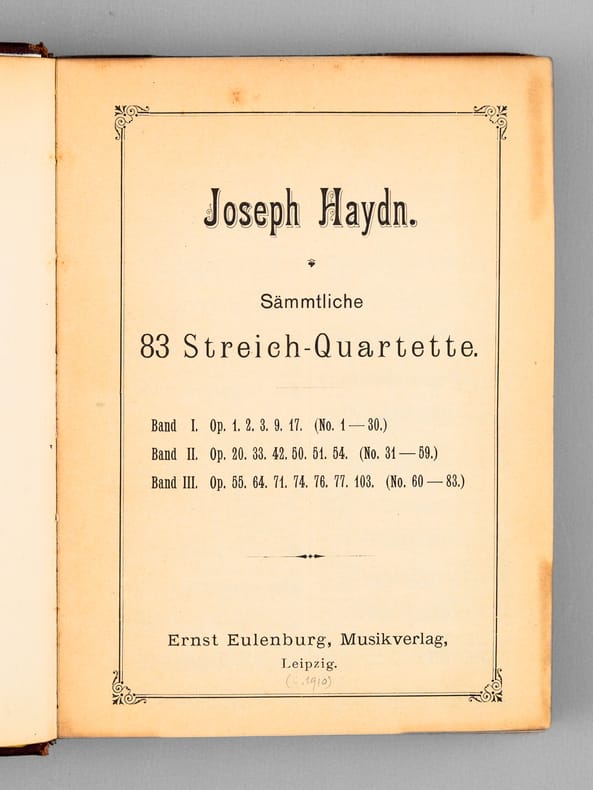 Joseph Haydn.
Sämmtliche
83 Streich-Quartette.
Band I. Op. 1. 2. 3. 9. 17. (No. 1—30.)
Band II. Op. 20. 33. 42. 50. 51. 54. (No. 31—59.)
Band III. Op. 55. 64. 71. 74. 76. 77. 103. (No. 60—83.)
Ernst Eulenburg, Musikverlag,
Leipzig.
(c.1910)